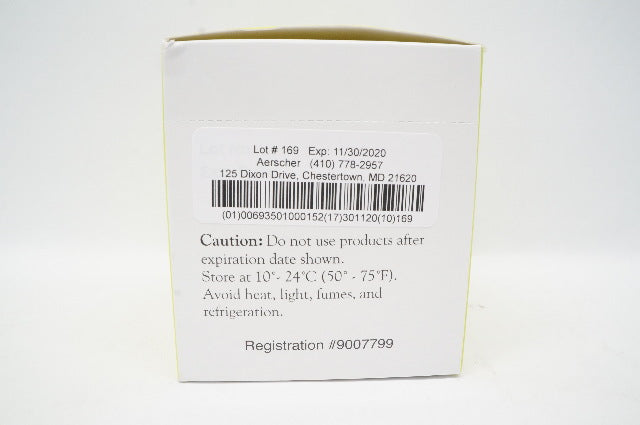 Lot # 169 Exp: 11/30/2020
Aerscher (410) 778-2957
125 Dixon Drive, Chestertown, MD 21620
(01)00693501000152(17)301120(10)169
Caution: Do not use products after
expiration date shown.
Store at 10°- 24°C (50° - 75°F).
Avoid heat, light, fumes, and
refrigeration.
Registration #9007799